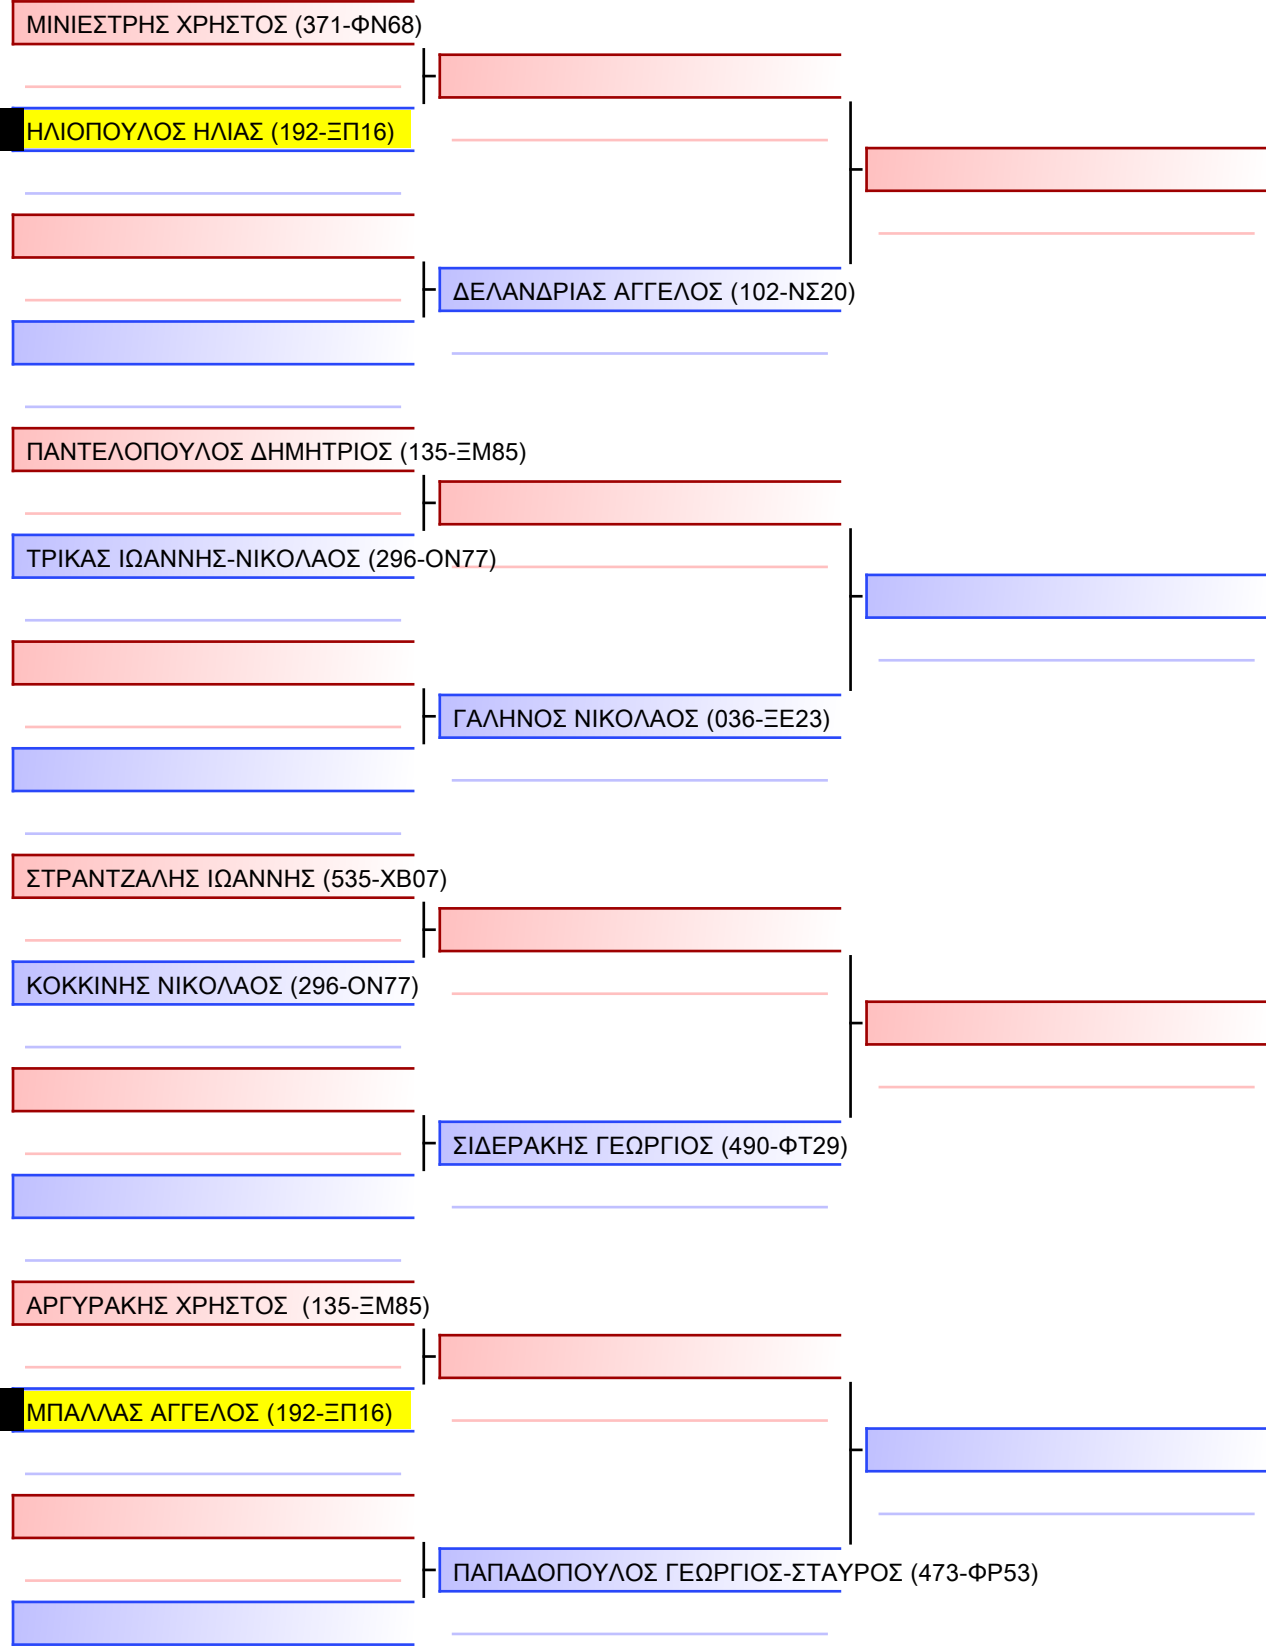 ΜΙΝΙΕΣΤΡΗΣ ΧΡΗΣΤΟΣ (371-ΦΝ68)
ΗΛΙΟΠΟΥΛΟΣ ΗΛΙΑΣ (192-ΞΠ16)
ΔΕΛΑΝΔΡΙΑΣ ΑΓΓΕΛΟΣ (102-ΝΣ20)
ΠΑΝΤΕΛΟΠΟΥΛΟΣ ΔΗΜΗΤΡΙΟΣ (135-ΞΜ85)
ΤΡΙΚΑΣ ΙΩΑΝΝΗΣ-ΝΙΚΟΛΑΟΣ (296-ΟΝ77)
ΓΑΛΗΝΟΣ ΝΙΚΟΛΑΟΣ (036-ΞΕ23)
ΣΤΡΑΝΤΖΑΛΗΣ ΙΩΑΝΝΗΣ (535-ΧΒ07)
ΚΟΚΚΙΝΗΣ ΝΙΚΟΛΑΟΣ (296-ΟΝ77)
ΣΙΔΕΡΑΚΗΣ ΓΕΩΡΓΙΟΣ (490-ΦΤ29)
ΑΡΓΥΡΑΚΗΣ ΧΡΗΣΤΟΣ  (135-ΞΜ85)
ΜΠΑΛΛΑΣ ΑΓΓΕΛΟΣ (192-ΞΠ16)
ΠΑΠΑΔΟΠΟΥΛΟΣ ΓΕΩΡΓΙΟΣ-ΣΤΑΥΡΟΣ (473-ΦΡ53)